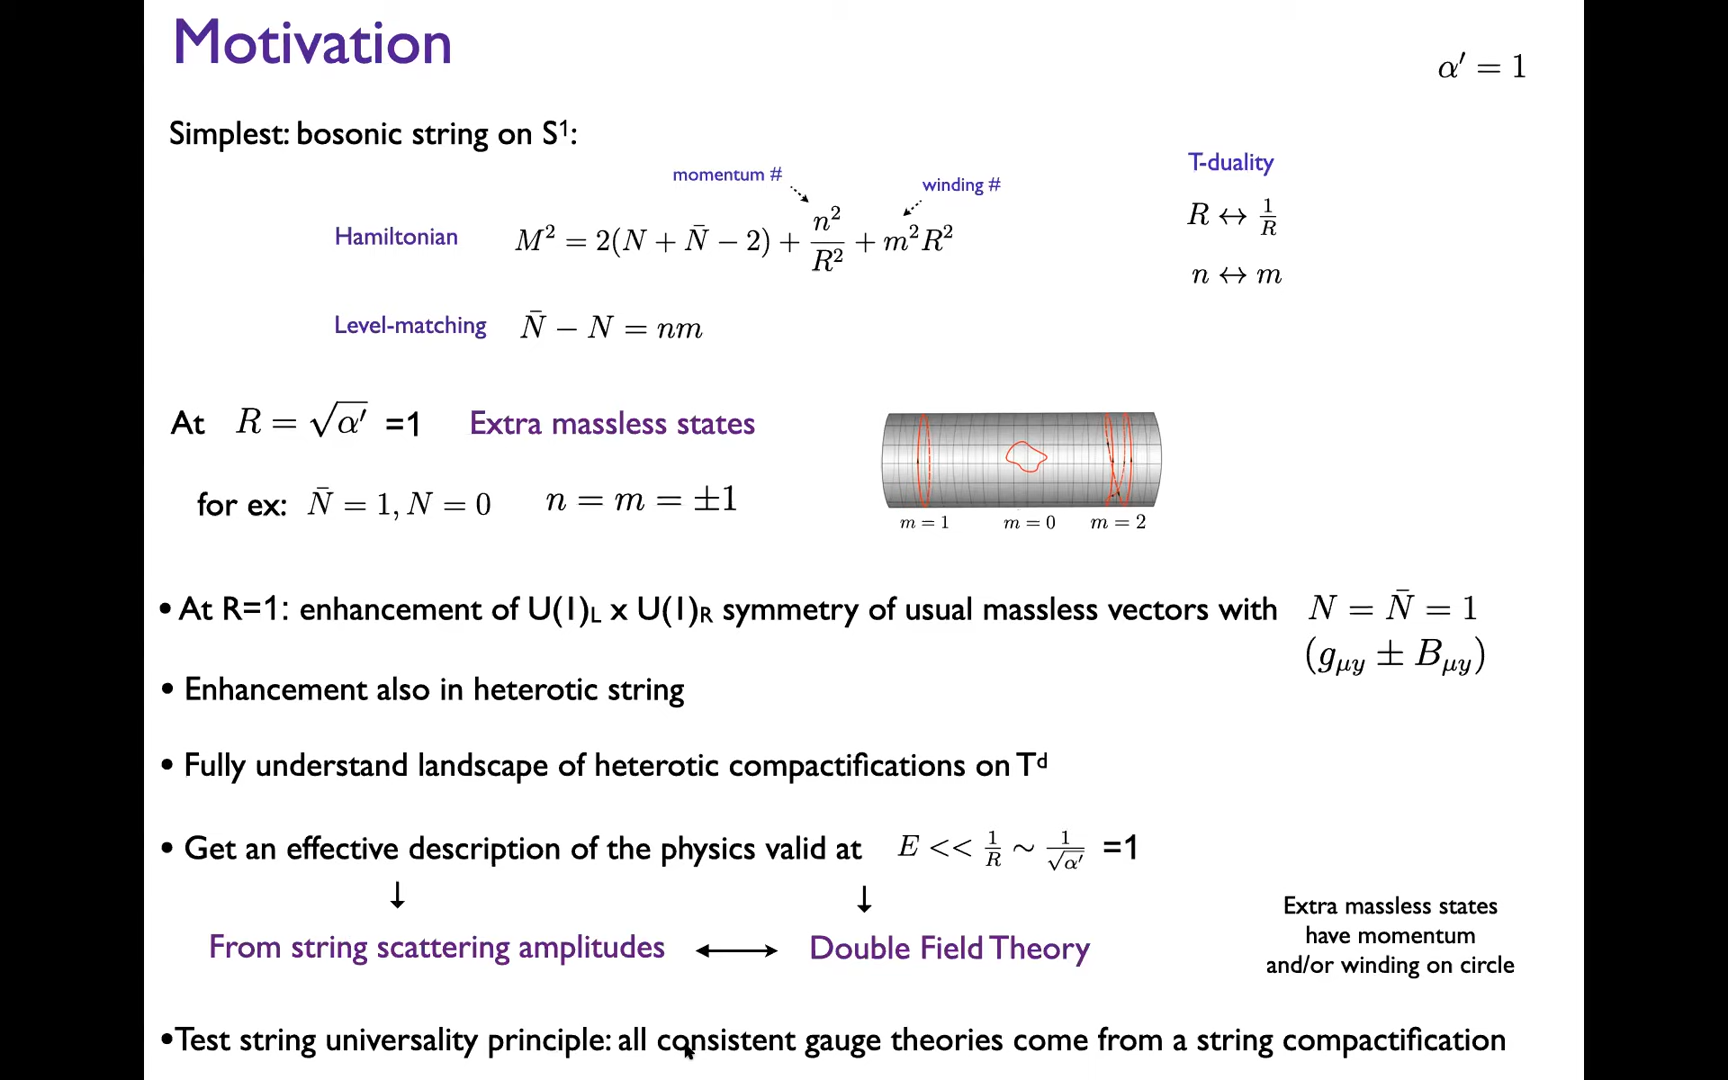 Motivation
α′ = 1
Simplest: bosonic string on S¹:
momentum #
winding #
T-duality
Hamiltonian M² = 2(N + N̄ − 2) + n²/R² + m²R²
R ↔ 1/R
n ↔ m
Level-matching N̄ − N = nm
At R = √α′ =1 Extra massless states
for ex: N̄ = 1, N = 0 n = m = ±1
m = 1 m = 0 m = 2
• At R=1: enhancement of U(1)L x U(1)R symmetry of usual massless vectors with N = N̄ = 1
(gμy ± Bμy)
• Enhancement also in heterotic string
• Fully understand landscape of heterotic compactifications on Tᵈ
• Get an effective description of the physics valid at E << 1/R ~ 1/√α′ =1
↓ ↓
From string scattering amplitudes ⟷ Double Field Theory
Extra massless states
have momentum
and/or winding on circle
•Test string universality principle: all consistent gauge theories come from a string compactification